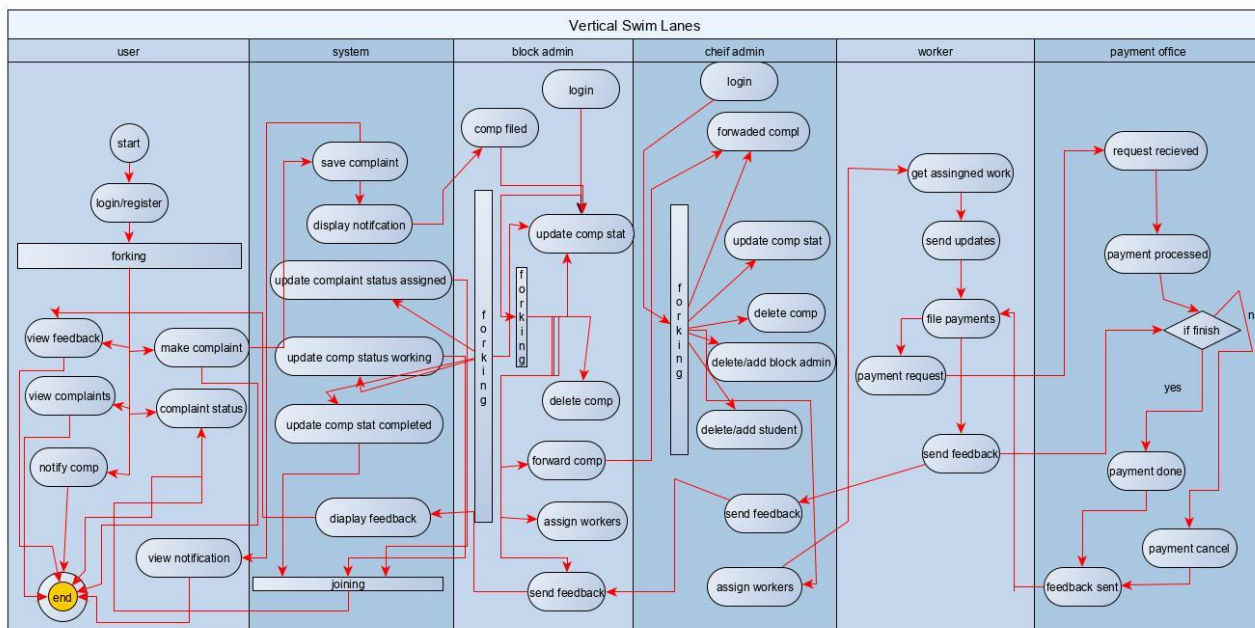 Vertical Swim Lanes
user
system
block admin
cheif admin
worker
payment office
start
login/register
forking
view feedback
make complaint
view complaints
complaint status
notify comp
view notification
end
save complaint
display notifcation
update complaint status assigned
update comp status working
update comp stat completed
diaplay feedback
joining
login
comp filed
update comp stat
forking
forking
delete comp
forward comp
assign workers
send feedback
login
forwaded compl
forking
update comp stat
delete comp
delete/add block admin
delete/add student
send feedback
assign workers
get assingned work
send updates
file payments
payment request
send feedback
request recieved
payment processed
if finish
n
yes
payment done
payment cancel
feedback sent